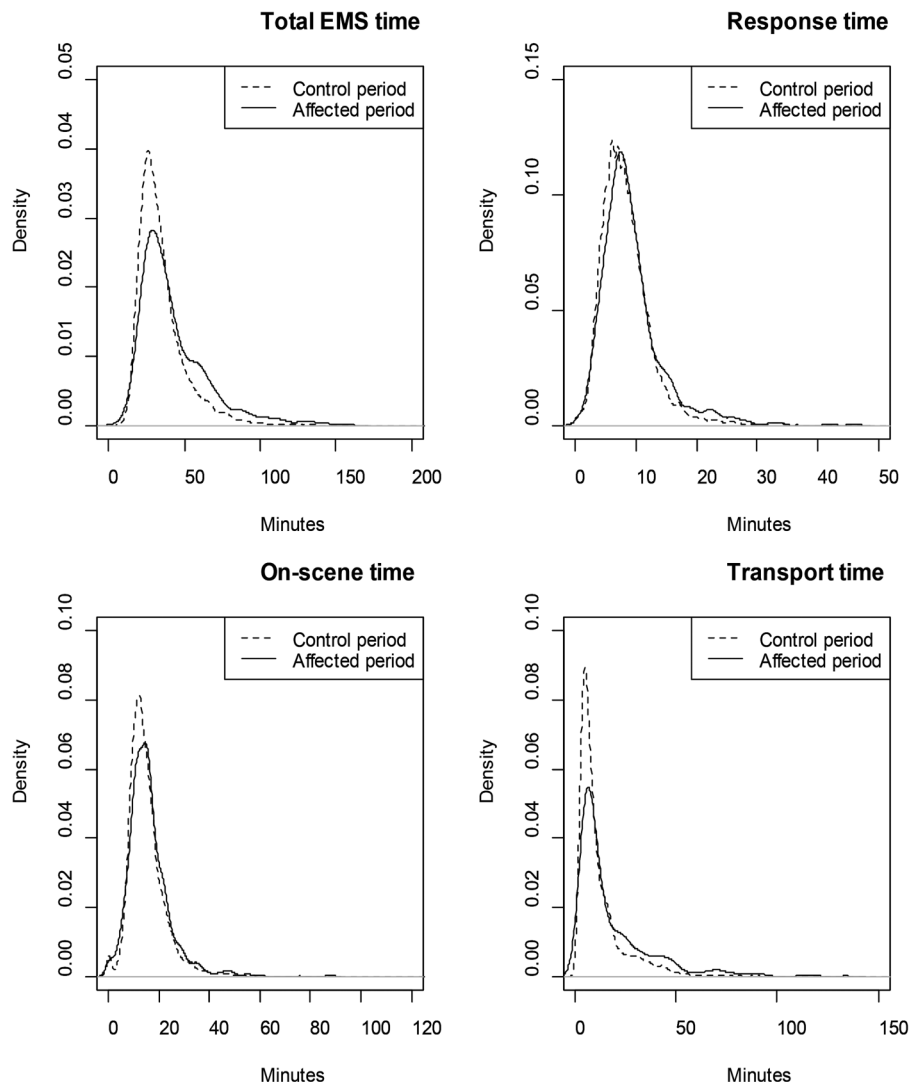 Total EMS time
0.05
0.04
0.03
0.02
0.01
0.00
Density
Control period
Affected period
0 50 100 150 200
Minutes
Response time
0.15
0.10
0.05
0.00
Density
Control period
Affected period
0 10 20 30 40 50
Minutes
On-scene time
0.10
0.08
0.06
0.04
0.02
0.00
Density
Control period
Affected period
0 20 40 60 80 100 120
Minutes
Transport time
0.10
0.08
0.06
0.04
0.02
0.00
Density
Control period
Affected period
0 50 100 150
Minutes